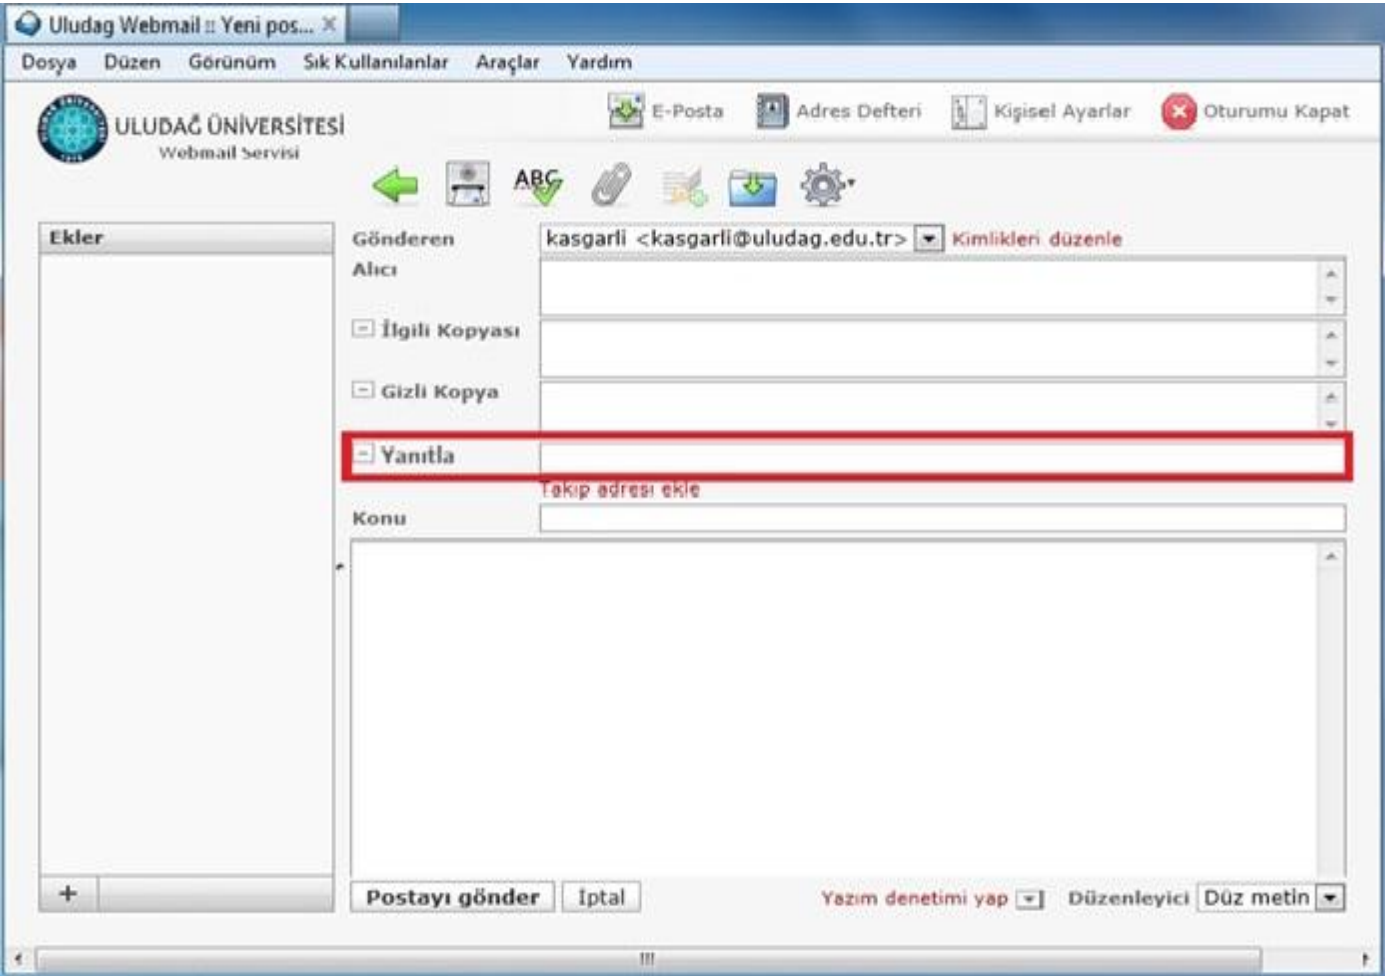 Uludag Webmail :: Yeni pos...
Dosya Düzen Görünüm Sık Kullanılanlar Araçlar Yardım
E-Posta Adres Defteri Kişisel Ayarlar Oturumu Kapat
ULUDAĞ ÜNİVERSİTESİ
Webmail Servisi
ABC
Ekler
Gönderen kasgarli <kasgarli@uludag.edu.tr> Kimlikleri düzenle
Alıcı
İlgili Kopyası
Gizli Kopya
Yanıtla
Takip adresi ekle
Konu
+
Postayı gönder İptal Yazım denetimi yap Düzenleyici Düz metin